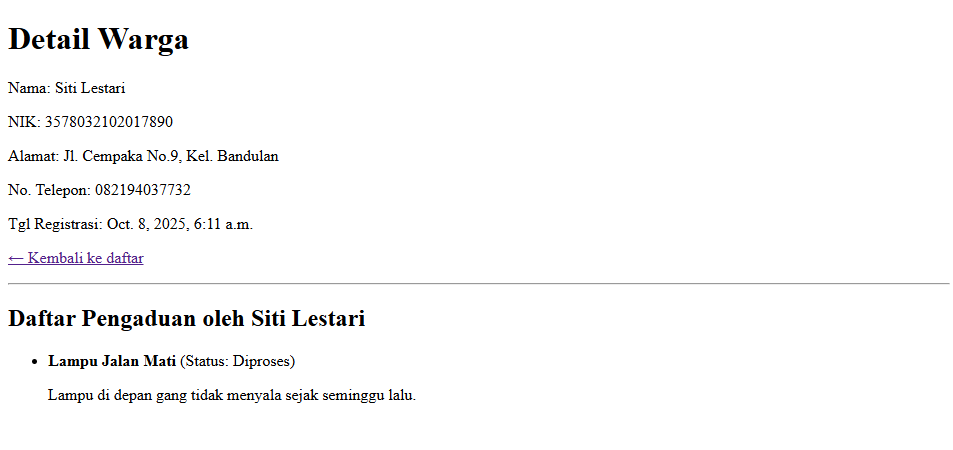 Detail Warga
Nama: Siti Lestari
NIK: 3578032102017890
Alamat: Jl. Cempaka No.9, Kel. Bandulan
No. Telepon: 082194037732
Tgl Registrasi: Oct. 8, 2025, 6:11 a.m.
← Kembali ke daftar
Daftar Pengaduan oleh Siti Lestari
• Lampu Jalan Mati (Status: Diproses)
Lampu di depan gang tidak menyala sejak seminggu lalu.